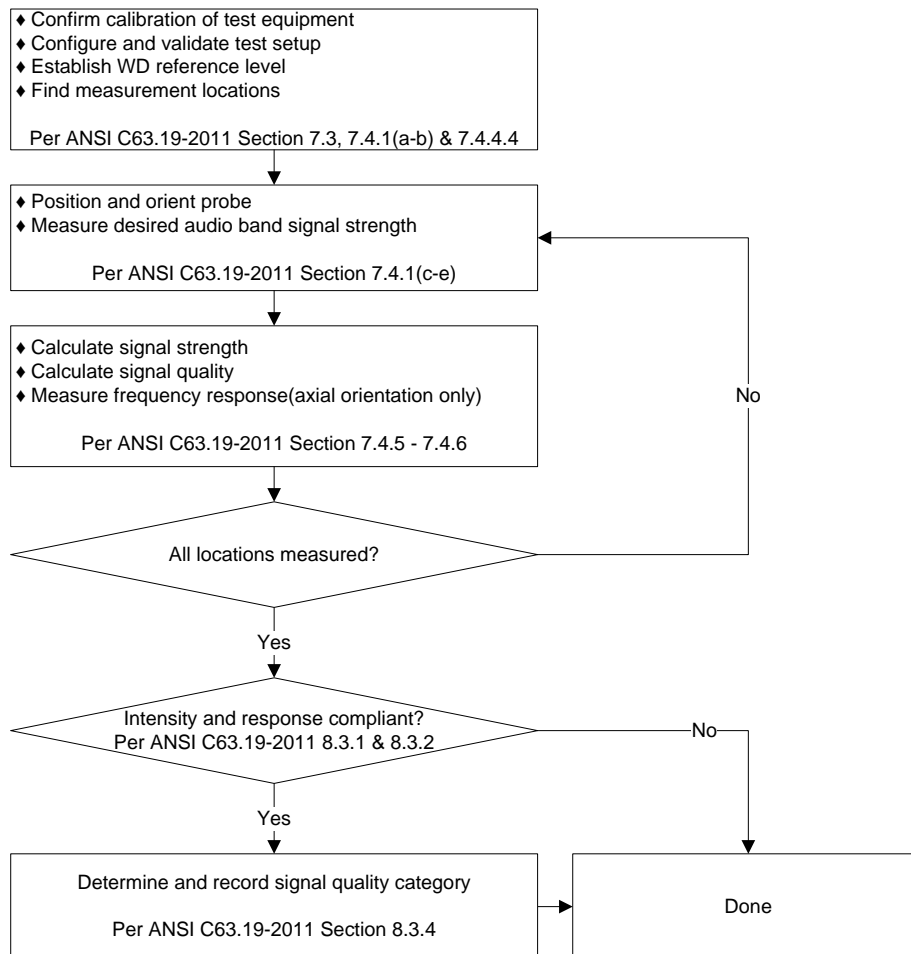 ♦ Confirm calibration of test equipment
♦ Configure and validate test setup
♦ Establish WD reference level
♦ Find measurement locations
Per ANSI C63.19-2011 Section 7.3, 7.4.1(a-b) & 7.4.4.4
♦ Position and orient probe
♦ Measure desired audio band signal strength
Per ANSI C63.19-2011 Section 7.4.1(c-e)
♦ Calculate signal strength
♦ Calculate signal quality
♦ Measure frequency response(axial orientation only)
Per ANSI C63.19-2011 Section 7.4.5 - 7.4.6
No
All locations measured?
Yes
Intensity and response compliant?
Per ANSI C63.19-2011 8.3.1 & 8.3.2
No
Yes
Determine and record signal quality category
Per ANSI C63.19-2011 Section 8.3.4
Done